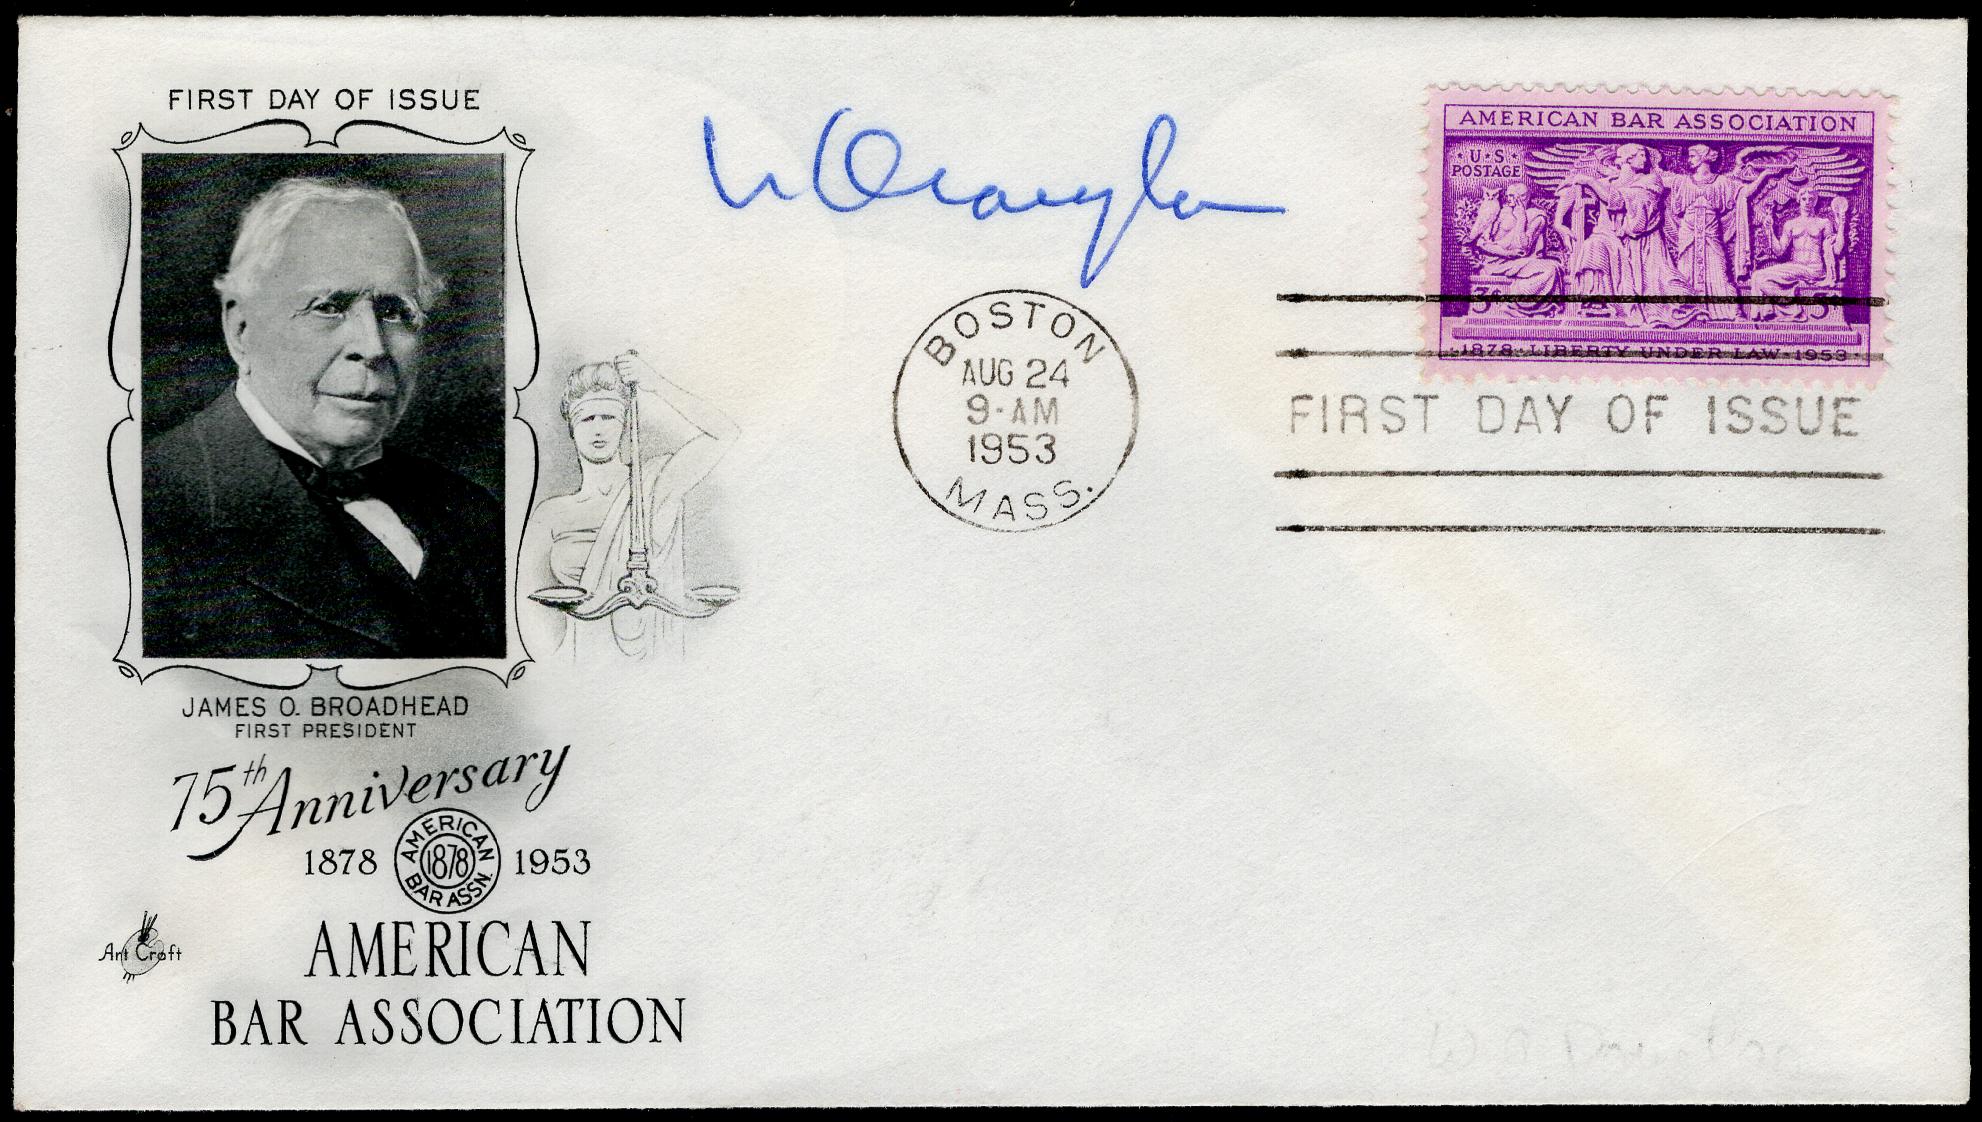 FIRST DAY OF ISSUE
JAMES O. BROADHEAD
FIRST PRESIDENT
75th Anniversary
1878 AMERICAN BAR ASSN. 1878 1953
AMERICAN
BAR ASSOCIATION
Art Craft
BOSTON
AUG 24
9-AM
1953
MASS.
AMERICAN BAR ASSOCIATION
U.S.
POSTAGE
3¢ 3¢
·1878·LIBERTY UNDER LAW·1953·
FIRST DAY OF ISSUE